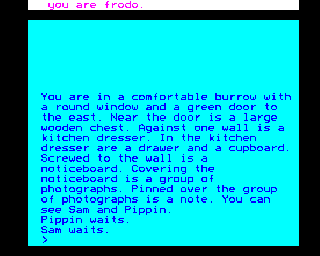 you are frodo.
You are in a comfortable burrow with
a round window and a green door to
the east. Near the door is a large
wooden chest. Against one wall is a
kitchen dresser. In the kitchen
dresser are a drawer and a cupboard.
Screwed to the wall is a
noticeboard. Covering the
noticeboard is a group of
photographs. Pinned over the group
of photographs is a note. You can
see Sam and Pippin.
Pippin waits.
Sam waits.
>